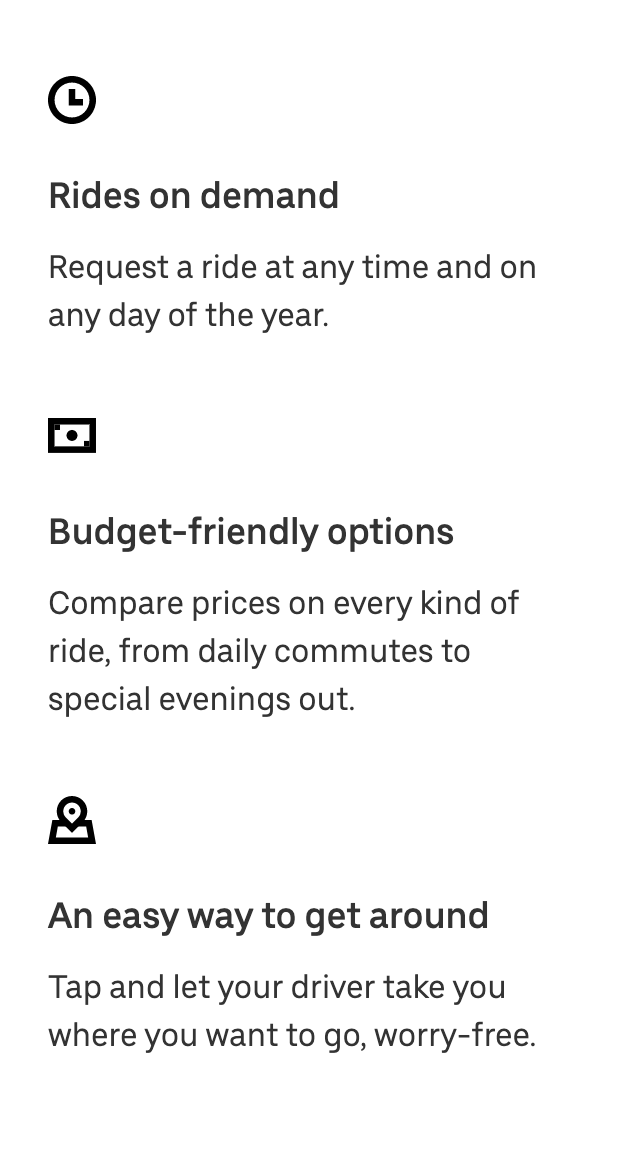 Rides on demand
Request a ride at any time and on
any day of the year.
Budget-friendly options
Compare prices on every kind of
ride, from daily commutes to
special evenings out.
An easy way to get around
Tap and let your driver take you
where you want to go, worry-free.